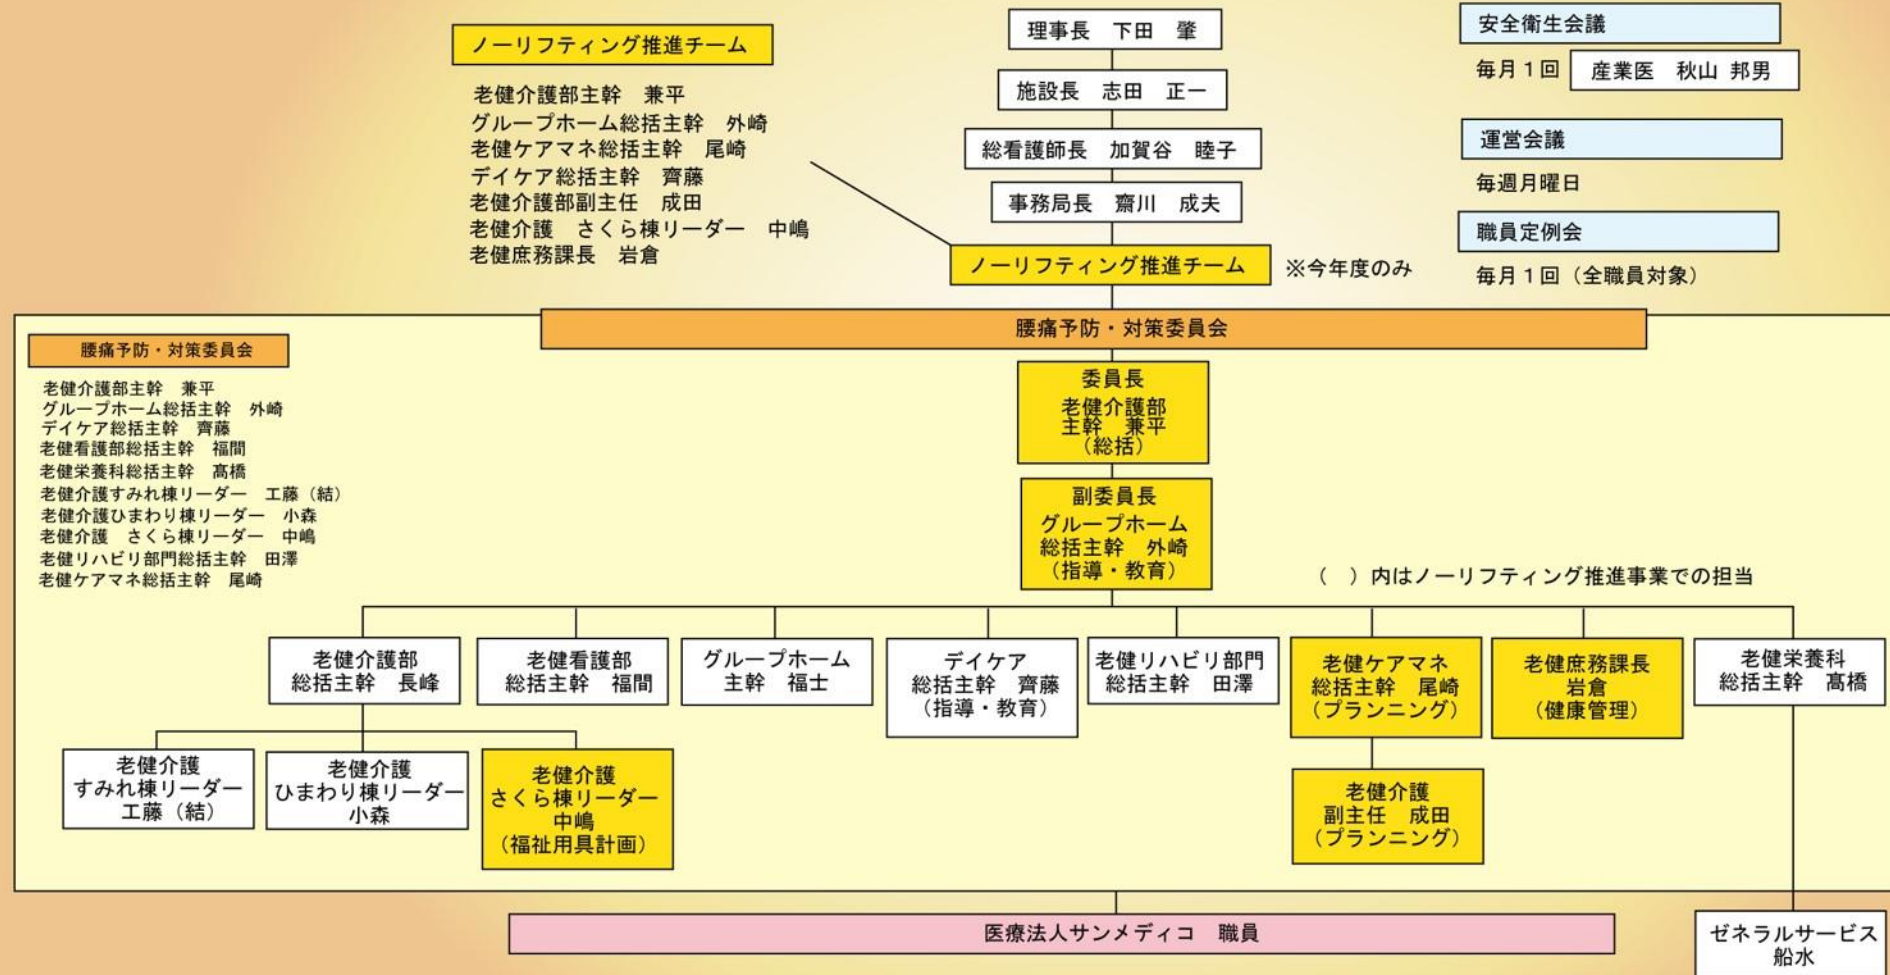 ノーリフティング推進チーム
老健介護部主幹　兼平
グループホーム総括主幹　外崎
老健ケアマネ総括主幹　尾崎
デイケア総括主幹　齊藤
老健介護部副主任　成田
老健介護　さくら棟リーダー　中嶋
老健庶務課長　岩倉
理事長　下田　肇
施設長　志田　正一
総看護師長　加賀谷　睦子
事務局長　齋川　成夫
ノーリフティング推進チーム
※今年度のみ
安全衛生会議
毎月１回
産業医　秋山 邦男
運営会議
毎週月曜日
職員定例会
毎月１回（全職員対象）
腰痛予防・対策委員会
腰痛予防・対策委員会
老健介護部主幹　兼平
グループホーム総括主幹　外崎
デイケア総括主幹　齊藤
老健看護部総括主幹　福間
老健栄養科総括主幹　髙橋
老健介護すみれ棟リーダー　工藤（結）
老健介護ひまわり棟リーダー　小森
老健介護　さくら棟リーダー　中嶋
老健リハビリ部門総括主幹　田澤
老健ケアマネ総括主幹　尾崎
委員長
老健介護部
主幹　兼平
（総括）
副委員長
グループホーム
総括主幹　外崎
（指導・教育）
（　）内はノーリフティング推進事業での担当
老健介護部
総括主幹　長峰
老健看護部
総括主幹　福間
グループホーム
主幹　福士
デイケア
総括主幹　齊藤
（指導・教育）
老健リハビリ部門
総括主幹　田澤
老健ケアマネ
総括主幹　尾崎
（プランニング）
老健庶務課長
岩倉
（健康管理）
老健栄養科
総括主幹　髙橋
老健介護
すみれ棟リーダー
工藤（結）
老健介護
ひまわり棟リーダー
小森
老健介護
さくら棟リーダー
中嶋
（福祉用具計画）
老健介護
副主任　成田
（プランニング）
医療法人サンメディコ　職員
ゼネラルサービス
船水